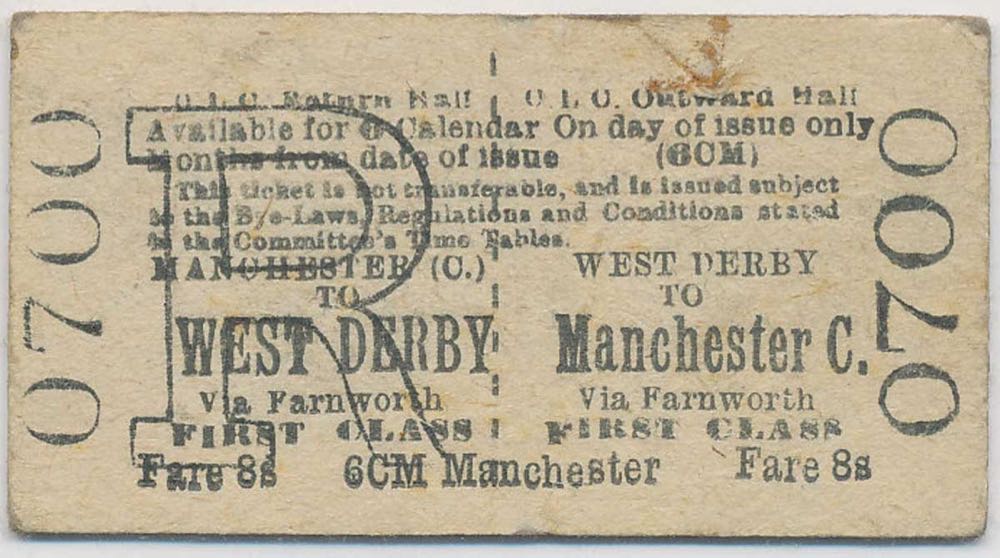 0700
C. L. C. Return Half
Available for 6 Calendar
Months from date of issue
C. L. C. Outward Half
On day of issue only
(6CM)
This ticket is not transferable, and is issued subject
to the Bye-Laws, Regulations and Conditions stated
to the Committee's Time Tables.
MANCHESTER (C.)
TO
WEST DERBY
Via Farnworth
FIRST CLASS
Fare 8s
R
WEST DERBY
TO
Manchester C.
Via Farnworth
FIRST CLASS
6CM Manchester
Fare 8s
0700